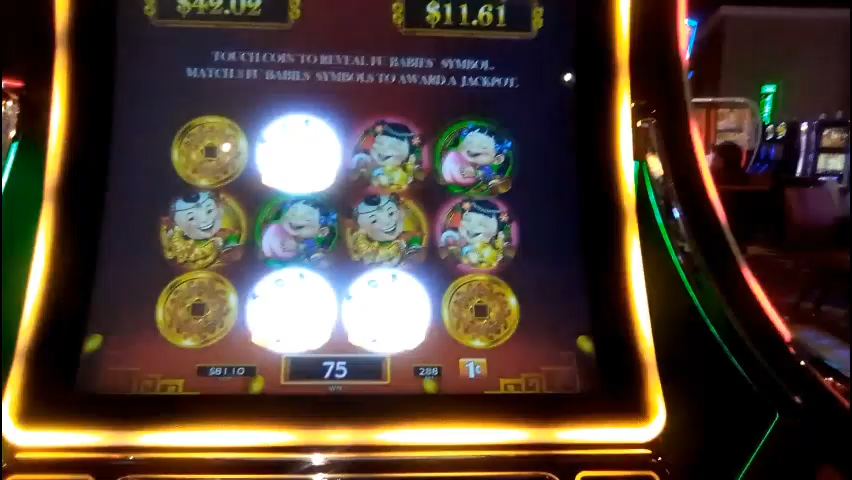 $42.02
$11.61
TOUCH COIN TO REVEAL FU BABIES' SYMBOL.
MATCH 3 FU BABIES' SYMBOLS TO AWARD A JACKPOT.
$81.10
75
288
1¢
WIN